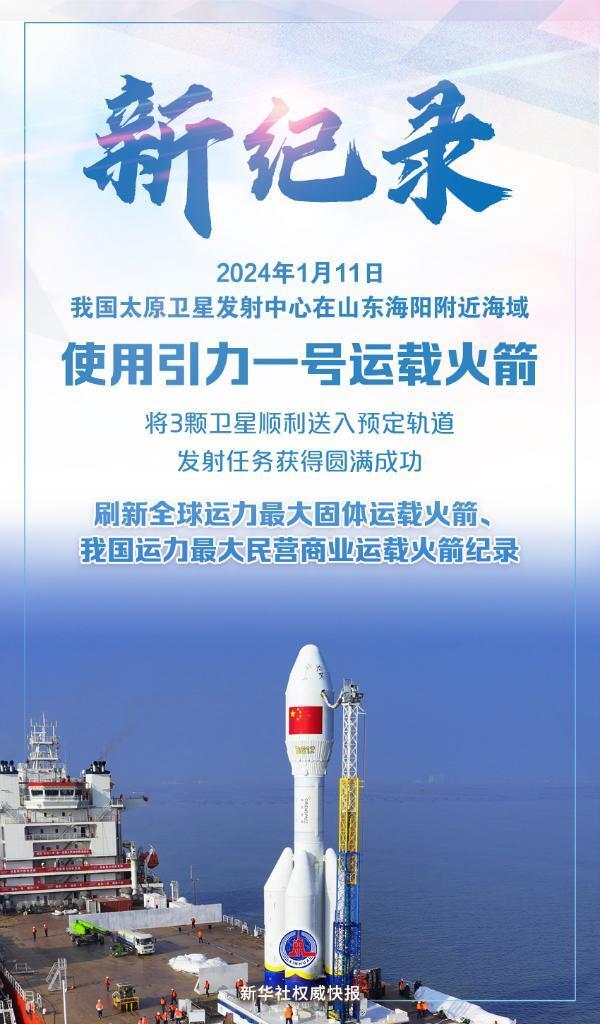 新纪录
2024年1月11日
我国太原卫星发射中心在山东海阳附近海域
使用引力一号运载火箭
将3颗卫星顺利送入预定轨道
发射任务获得圆满成功
刷新全球运力最大固体运载火箭、
我国运力最大民营商业运载火箭纪录
新华社权威快报